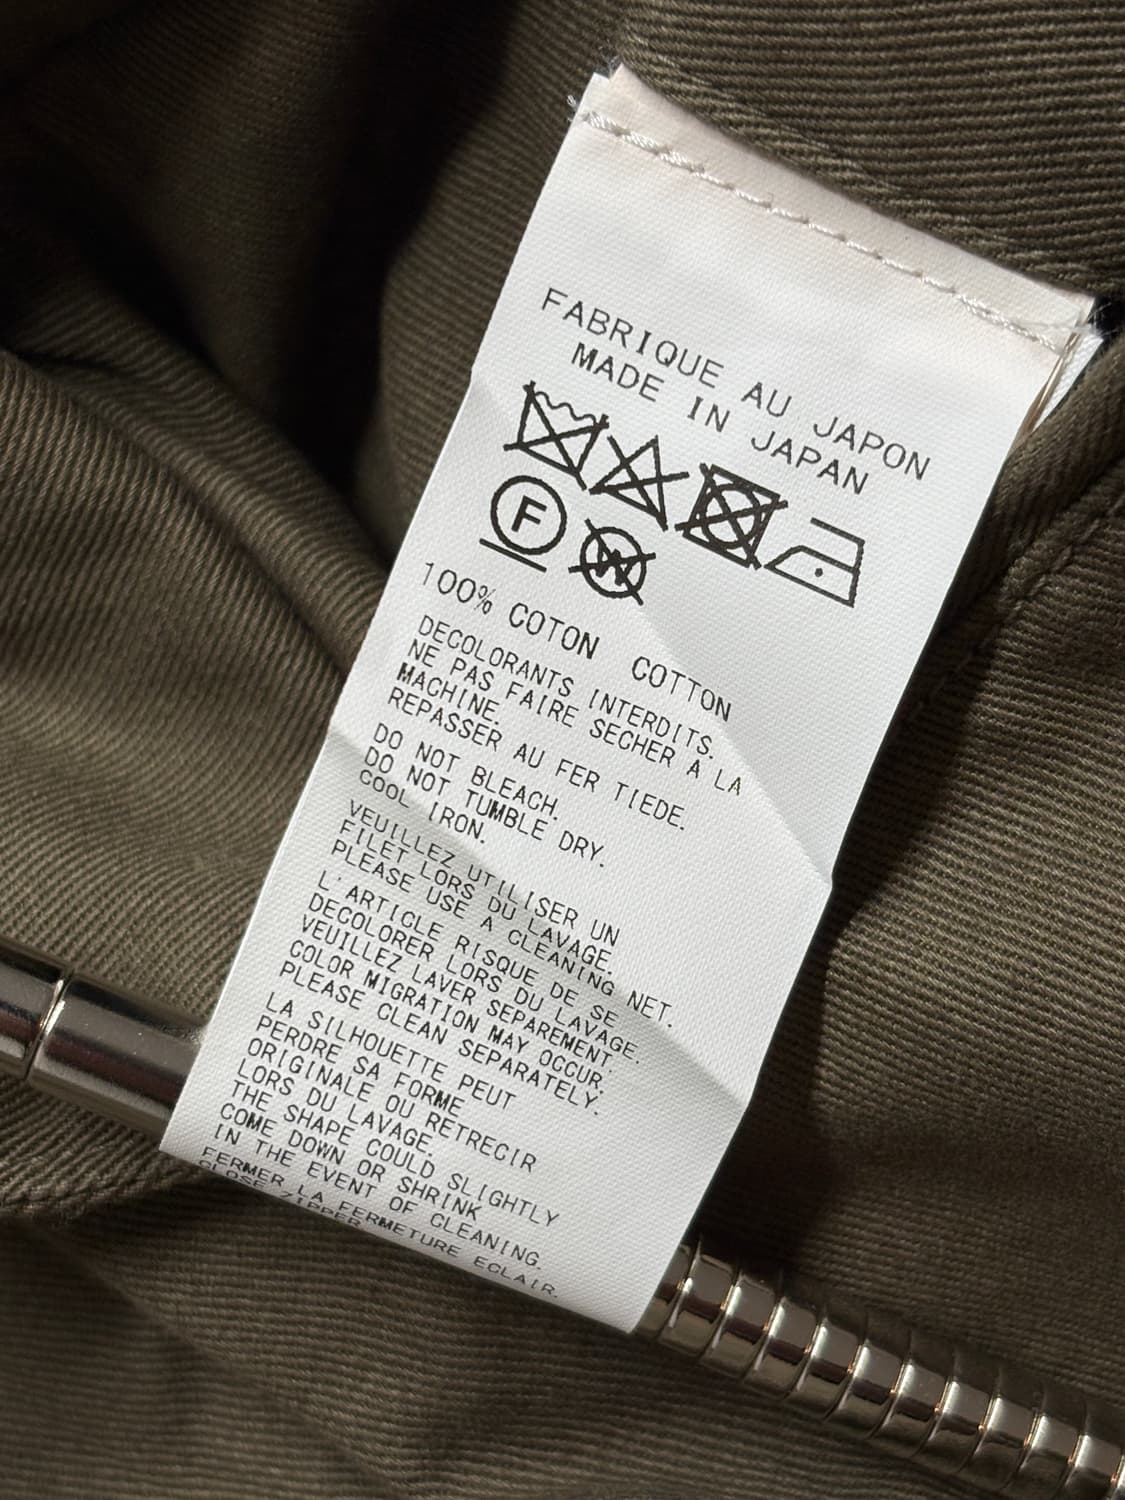 FABRIQUE AU JAPON
MADE IN JAPAN
F W
100% COTON COTTON
DECOLORANTS INTERDITS.
NE PAS FAIRE SECHER A LA
MACHINE.
REPASSER AU FER TIEDE.
DO NOT BLEACH.
DO NOT TUMBLE DRY.
COOL IRON.
VEUILLEZ UTILISER UN
FILET LORS DU LAVAGE.
PLEASE USE A CLEANING NET.
L'ARTICLE RISQUE DE SE
DECOLORER LORS DU LAVAGE.
VEUILLEZ LAVER SEPAREMENT.
COLOR MIGRATION MAY OCCUR.
PLEASE CLEAN SEPARATELY.
LA SILHOUETTE PEUT
PERDRE SA FORME
ORIGINALE OU RETRECIR
LORS DU LAVAGE.
THE SHAPE COULD SLIGHTLY
COME DOWN OR SHRINK
IN THE EVENT OF CLEANING.
FERMER LA FERMETURE ECLAIR.
CLOSE ZIPPER